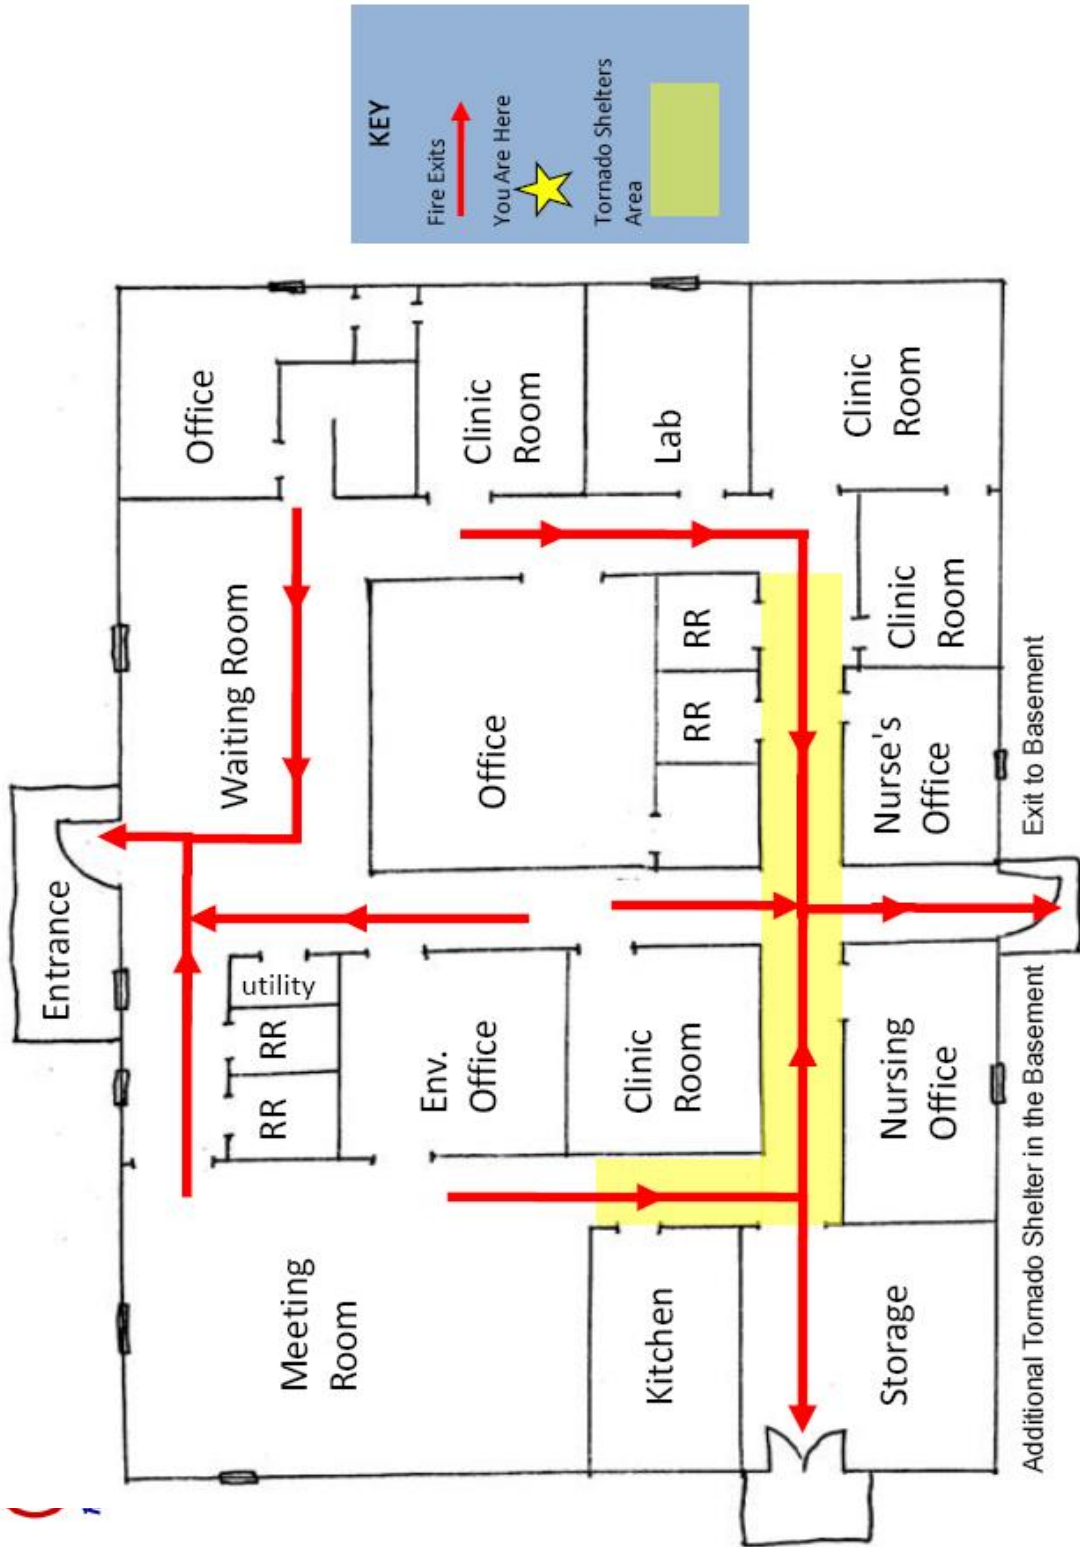 Entrance
Waiting Room
Office
utility
RR
RR
Meeting
Room
Env.
Office
Office
Clinic
Room
Clinic
Room
Lab
RR
RR
Kitchen
Storage
Nursing
Office
Nurse's
Office
Clinic
Room
Clinic
Room
Additional Tornado Shelter in the Basement
Exit to Basement
KEY
Fire Exits
You Are Here
Tornado Shelters
Area